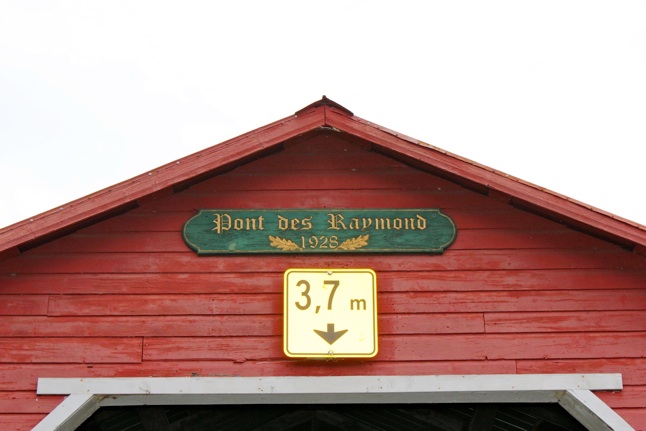 Pont des Raymond
1928
3,7 m